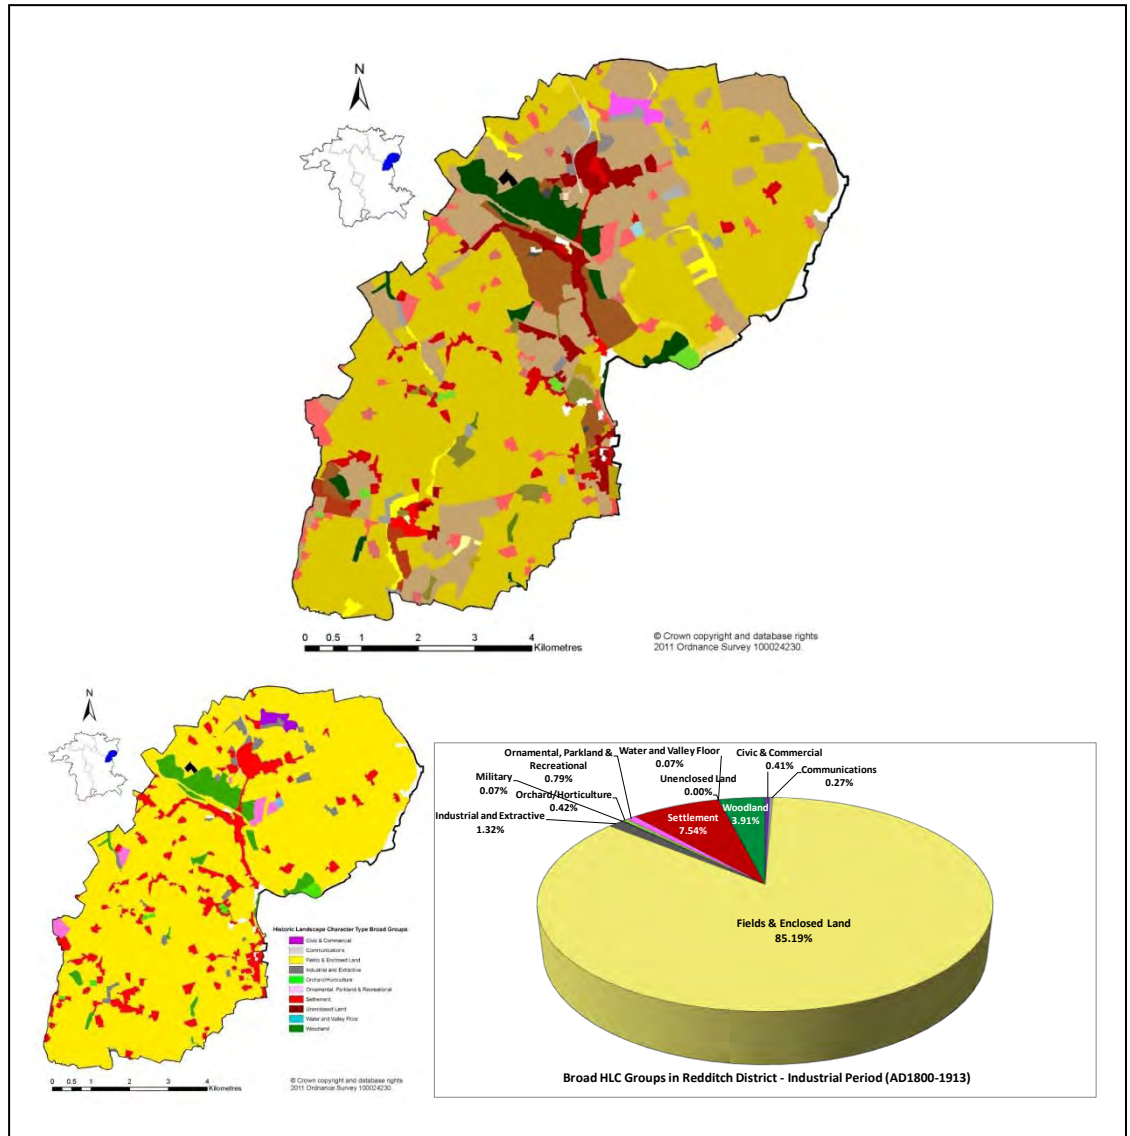 N
0 0.5 1 2 3 4
Kilometres
© Crown copyright and database rights
2011 Ordnance Survey 100024230.
N
Historic Landscape Character Type Broad Groups
Civic & Commercial
Communications
Fields & Enclosed Land
Industrial and Extractive
Orchard/Horticulture
Ornamental, Parkland & Recreational
Settlement
Unenclosed Land
Water and Valley Floor
Woodland
0 0.5 1 2 3 4
Kilometres
© Crown copyright and database rights
2011 Ordnance Survey 100024230.
Ornamental, Parkland &
Recreational
0.79%
Water and Valley Floor
0.07%
Civic & Commercial
0.41%
Communications
0.27%
Military
0.07%
Orchard/Horticulture
0.42%
Unenclosed Land
0.00%
Industrial and Extractive
1.32%
Settlement
7.54%
Woodland
3.91%
Fields & Enclosed Land
85.19%
Broad HLC Groups in Redditch District - Industrial Period (AD1800-1913)